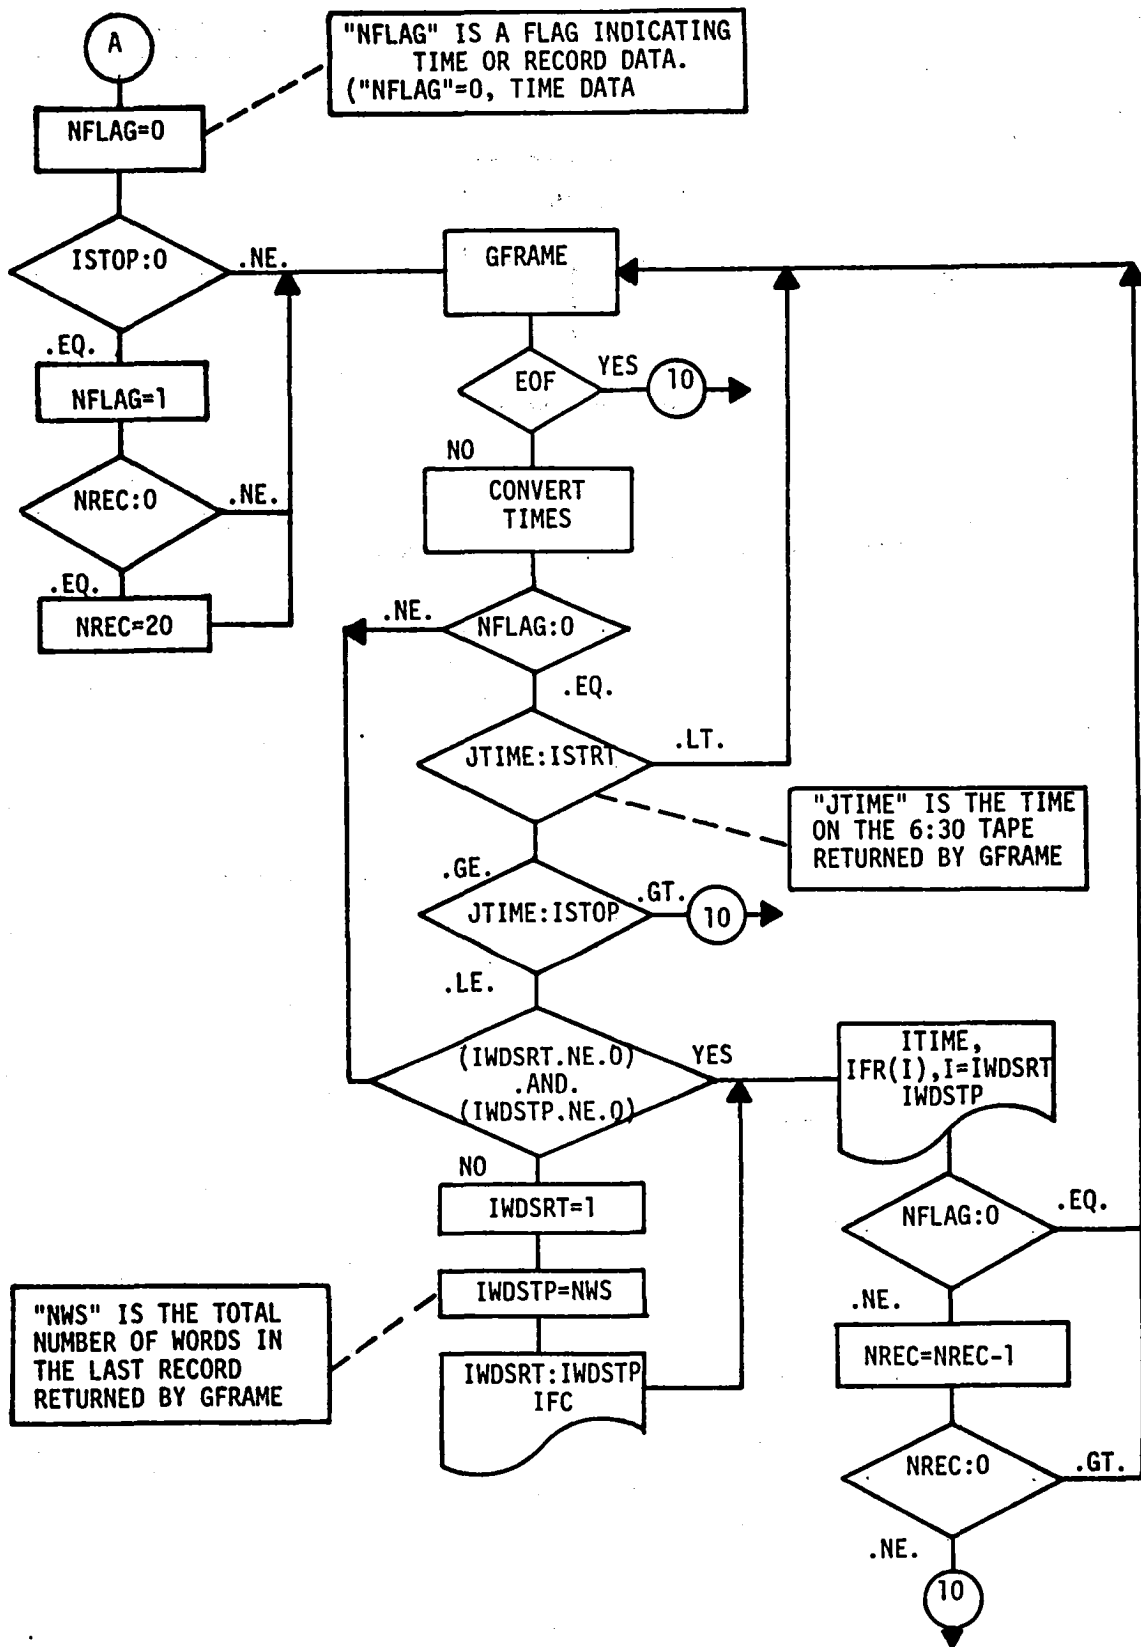 A
"NFLAG" IS A FLAG INDICATING
TIME OR RECORD DATA.
("NFLAG"=0, TIME DATA
NFLAG=0
ISTOP:0
.NE.
.EQ.
NFLAG=1
NREC:0
.NE.
.EQ.
NREC=20
GFRAME
EOF
YES
10
NO
CONVERT
TIMES
NFLAG:0
.NE.
.EQ.
JTIME:ISTRT
.LT.
"JTIME" IS THE TIME
ON THE 6:30 TAPE
RETURNED BY GFRAME
.GE.
JTIME:ISTOP
.GT.
10
.LE.
(IWDSRT.NE.0)
.AND.
(IWDSTP.NE.0)
YES
NO
IWDSRT=1
IWDSTP=NWS
"NWS" IS THE TOTAL
NUMBER OF WORDS IN
THE LAST RECORD
RETURNED BY GFRAME
IWDSRT:IWDSTP
IFC
ITIME,
IFR(I),I=IWDSRT
IWDSTP
NFLAG:0
.EQ.
.NE.
NREC=NREC-1
NREC:0
.GT.
.NE.
10